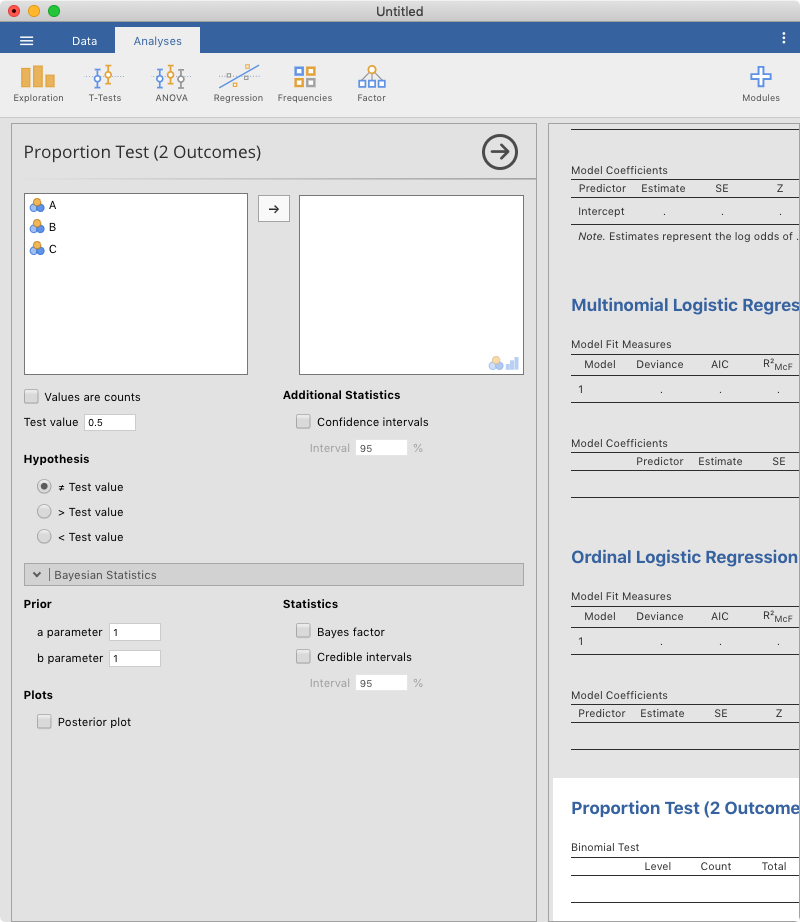 Untitled
Data
Analyses
Exploration
T-Tests
ANOVA
Regression
Frequencies
Factor
Modules
Proportion Test (2 Outcomes)
A
B
C
Values are counts
Test value 0.5
Hypothesis
≠ Test value
> Test value
< Test value
Additional Statistics
Confidence intervals
Interval 95 %
Bayesian Statistics
Prior
a parameter 1
b parameter 1
Plots
Posterior plot
Statistics
Bayes factor
Credible intervals
Interval 95 %
Model Coefficients
Predictor Estimate SE Z
Intercept . . .
Note. Estimates represent the log odds of .
Multinomial Logistic Regres
Model Fit Measures
Model Deviance AIC R²McF
1 . . .
Model Coefficients
Predictor Estimate SE
Ordinal Logistic Regression
Model Fit Measures
Model Deviance AIC R²McF
1 . . .
Model Coefficients
Predictor Estimate SE Z
Proportion Test (2 Outcome
Binomial Test
Level Count Total